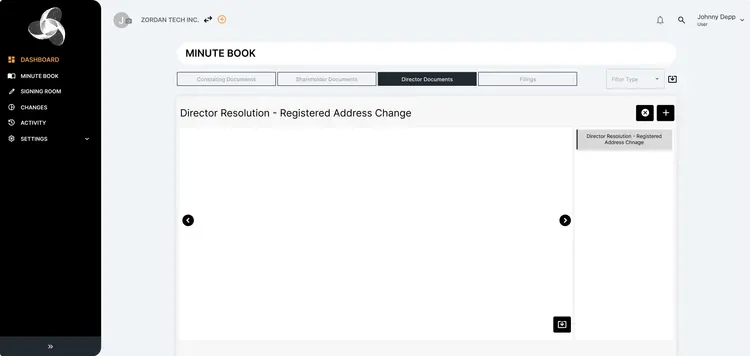 J
ZORDAN TECH INC.
Johnny Depp
User
DASHBOARD
MINUTE BOOK
SIGNING ROOM
CHANGES
ACTIVITY
SETTINGS
MINUTE BOOK
Constating Documents
Shareholder Documents
Director Documents
Filings
Filter Type
Director Resolution - Registered Address Change
Director Resolution - Registered
Address Chnage